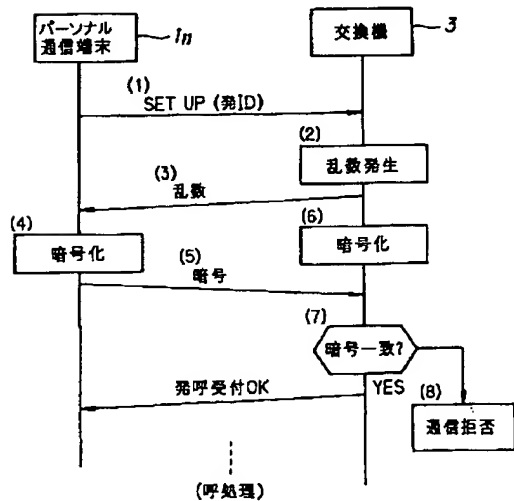 パーソナル
通信端末
1n
交換機
3
(1)
SET UP (発ID)
(2)
乱数発生
(3)
乱数
(4)
暗号化
(5)
暗号
(6)
暗号化
(7)
暗号一致?
発呼受付OK
YES
(8)
通信拒否
(呼処理)